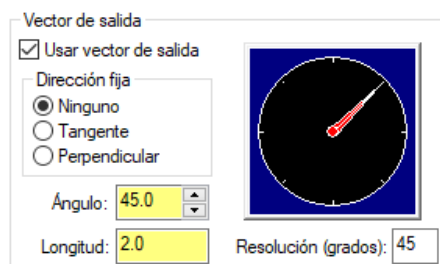 Vector de salida
Usar vector de salida
Dirección fija
Ninguno
Tangente
Perpendicular
Ángulo: 45.0
Longitud: 2.0 Resolución (grados): 45